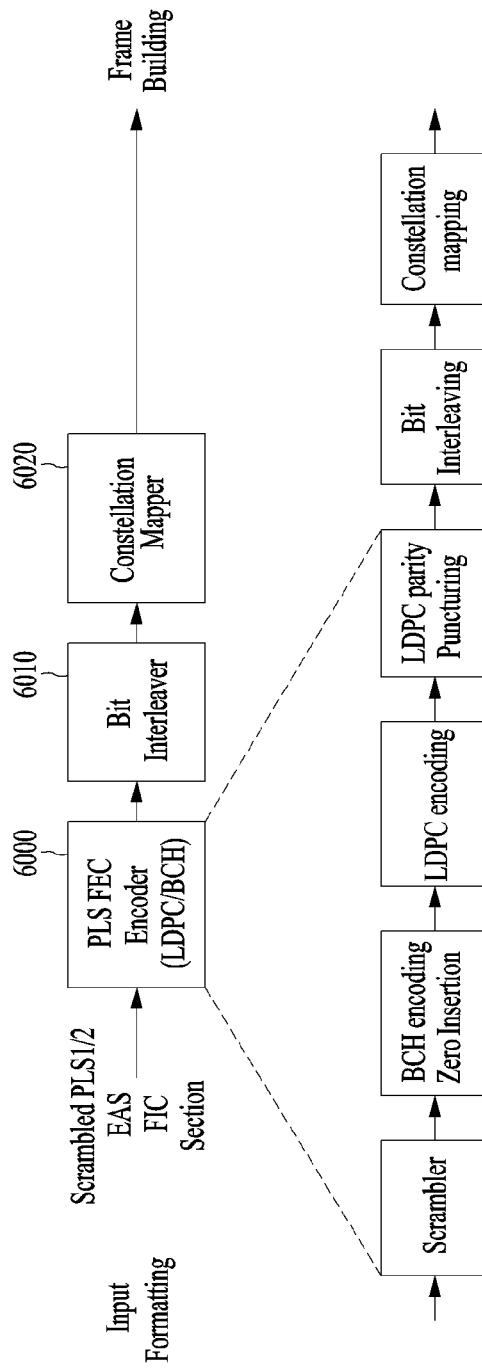 Input
Formatting
Scrambled PLS1/2
EAS
FIC
Section
6000
PLS FEC
Encoder
(LDPC/BCH)
6010
Bit
Interleaver
6020
Constellation
Mapper
Frame
Building
Scrambler
BCH encoding
Zero Insertion
LDPC encoding
LDPC parity
Puncturing
Bit
Interleaving
Constellation
mapping